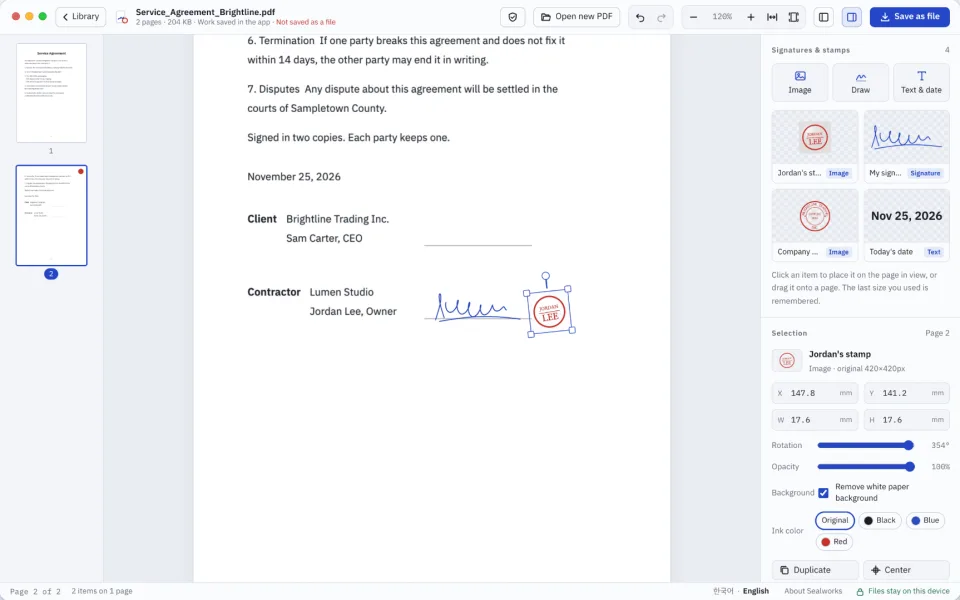 Library
Service_Agreement_Brightline.pdf
2 pages · 204 KB · Work saved in the app · Not saved as a file
Open new PDF
120%
Save as file
Service Agreement
1
2
6. Termination If one party breaks this agreement and does not fix it
within 14 days, the other party may end it in writing.
7. Disputes Any dispute about this agreement will be settled in the
courts of Sampletown County.
Signed in two copies. Each party keeps one.
November 25, 2026
Client Brightline Trading Inc.
Sam Carter, CEO
Contractor Lumen Studio
Jordan Lee, Owner
JORDAN
LEE
Signatures & stamps 4
Image
Draw
Text & date
JORDAN
LEE
Jordan's st... Image
My sign... Signature
Nov 25, 2026
Company ... Image
Today's date Text
Click an item to place it on the page in view, or
drag it onto a page. The last size you used is
remembered.
Selection Page 2
Jordan's stamp
Image · original 420×420px
X 147.8 mm
Y 141.2 mm
W 17.6 mm
H 17.6 mm
Rotation 354°
Opacity 100%
Background Remove white paper
background
Ink color
Original
Black
Blue
Red
Duplicate
Center
Page 2 of 2 2 items on 1 page
한국어 · English About Sealworks Files stay on this device